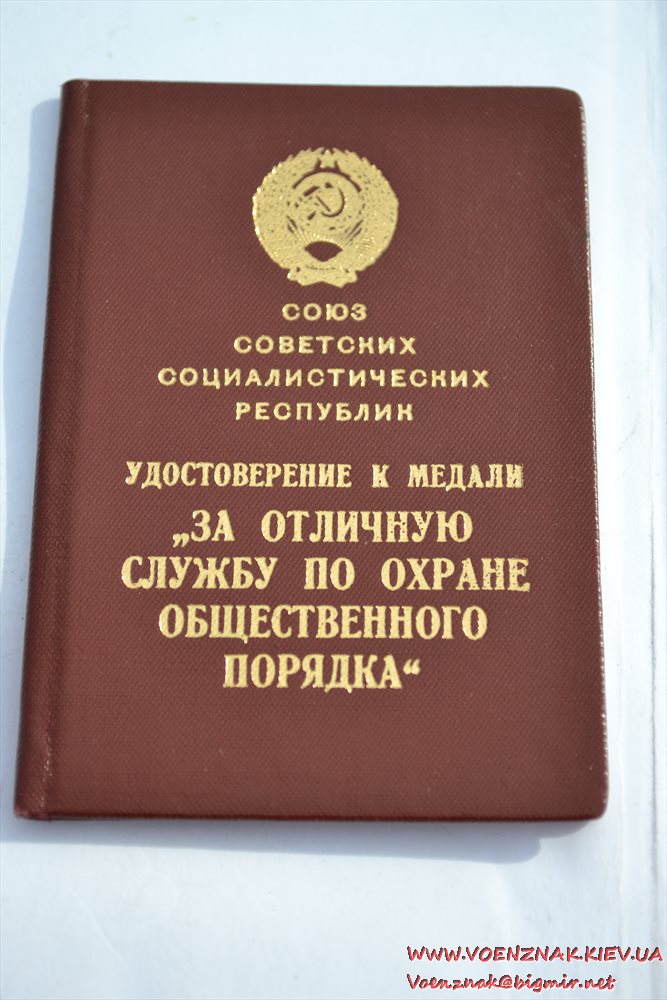 СОЮЗ
СОВЕТСКИХ
СОЦИАЛИСТИЧЕСКИХ
РЕСПУБЛИК
УДОСТОВЕРЕНИЕ К МЕДАЛИ
„ЗА ОТЛИЧНУЮ
СЛУЖБУ ПО ОХРАНЕ
ОБЩЕСТВЕННОГО
ПОРЯДКА“
WWW.VOENZNAK.KIEV.UA
Voenznak@bigmir.net